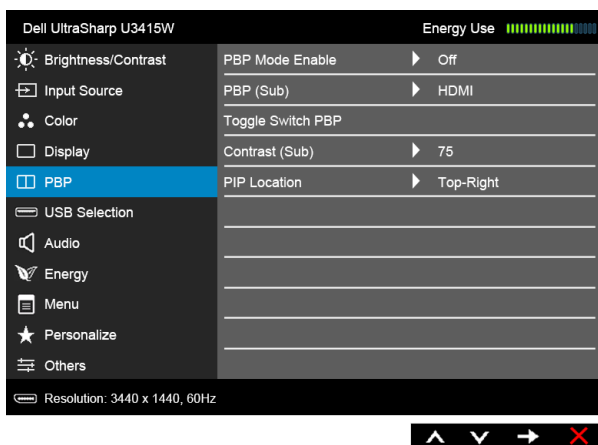 Dell UltraSharp U3415W Energy Use
Brightness/Contrast PBP Mode Enable Off
Input Source PBP (Sub) HDMI
Color Toggle Switch PBP
Display Contrast (Sub) 75
PBP PIP Location Top-Right
USB Selection
Audio
Energy
Menu
Personalize
Others
Resolution: 3440 x 1440, 60Hz